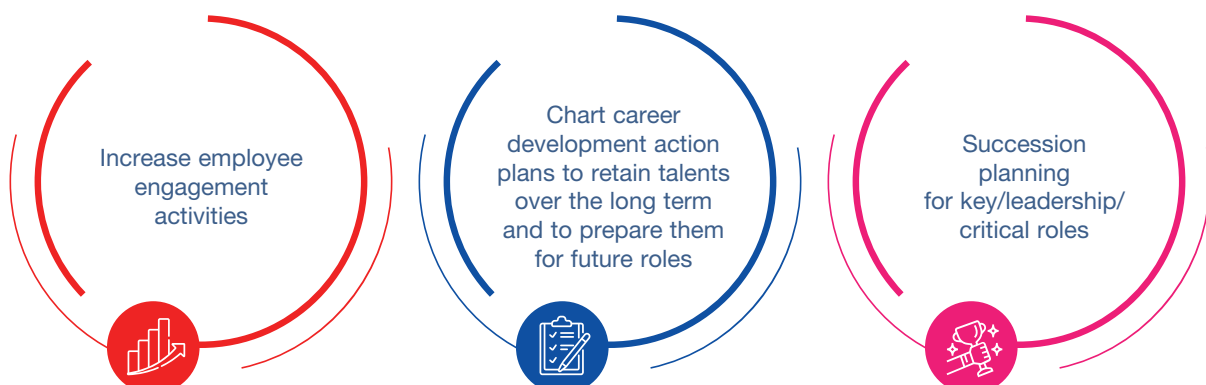 Increase employee
engagement
activities
Chart career
development action
plans to retain talents
over the long term
and to prepare them
for future roles
Succession
planning
for key/leadership/
critical roles